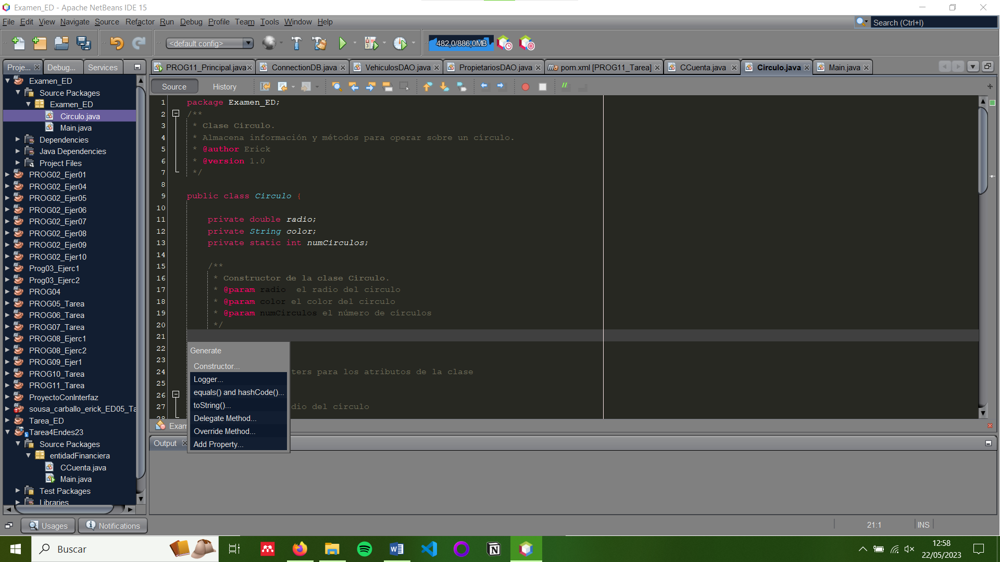 Examen_ED - Apache NetBeans IDE 15
File Edit View Navigate Source Refactor Run Debug Profile Team Tools Window Help
Search (Ctrl+I)
<default config>
482,0/886,0MB
Proje...
Debug...
Services
PROG11_Principal.java
ConnectionDB.java
VehiculosDAO.java
PropietariosDAO.java
pom.xml [PROG11_Tarea]
CCuenta.java
Circulo.java
Main.java
Source
History
Examen_ED
Source Packages
Examen_ED
Circulo.java
Main.java
Dependencies
Java Dependencies
Project Files
PROG02_Ejer01
PROG02_Ejer04
PROG02_Ejer05
PROG02_Ejer06
PROG02_Ejer07
PROG02_Ejer08
PROG02_Ejer09
PROG02_Ejer10
Prog03_Ejerc1
Prog03_Ejerc2
PROG04
PROG05_Tarea
PROG06_Tarea
PROG07_Tarea
PROG08_Ejerc1
PROG08_Ejerc2
PROG09_Ejer1
PROG10_Tarea
PROG11_Tarea
ProyectoConInterfaz
sousa_carballo_erick_ED05_Ta
Tarea_ED
Tarea4Endes23
Source Packages
entidadFinanciera
CCuenta.java
Main.java
Test Packages
Libraries
1 package Examen_ED;
2 /**
3 * Clase Circulo.
4 * Almacena información y métodos para operar sobre un círculo.
5 * @author Erick
6 * @version 1.0
7 */
8
9 public class Circulo {
10
11 private double radio;
12 private String color;
13 private static int numCirculos;
14
15 /**
16 * Constructor de la clase Circulo.
17 * @param radio  el radio del circulo
18 * @param color el color del circulo
19 * @param numCirculos el número de círculos
20 */
21
22
23
24 ters para los atributos de la clase
25
26
27 dio del círculo
28
Generate
Constructor...
Logger...
equals() and hashCode()...
toString()...
Delegate Method...
Override Method...
Add Property...
Exam
Output
Usages
Notifications
21:1
INS
Buscar
12:58
22/05/2023